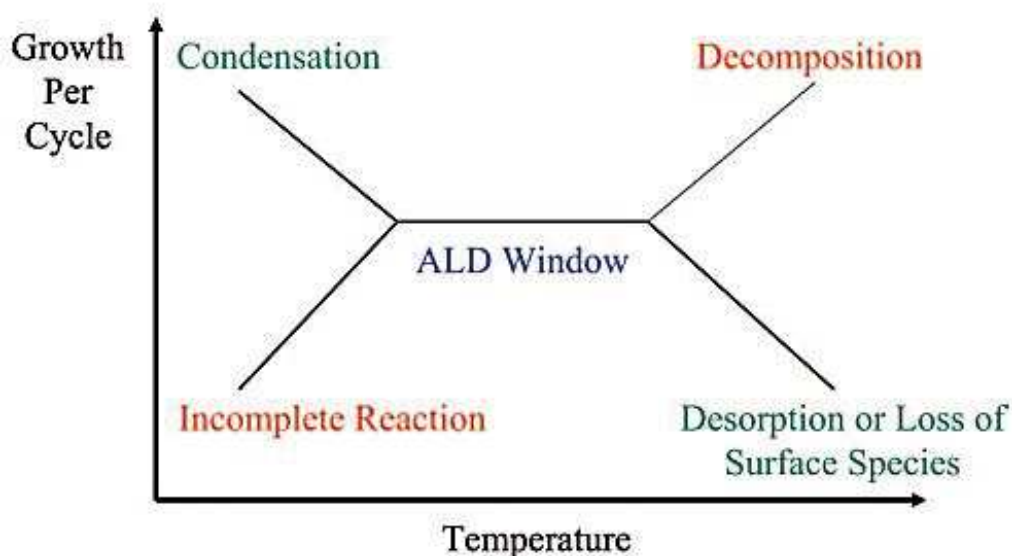 Growth
Per
Cycle
Condensation
Decomposition
ALD Window
Incomplete Reaction
Desorption or Loss of
Surface Species
Temperature